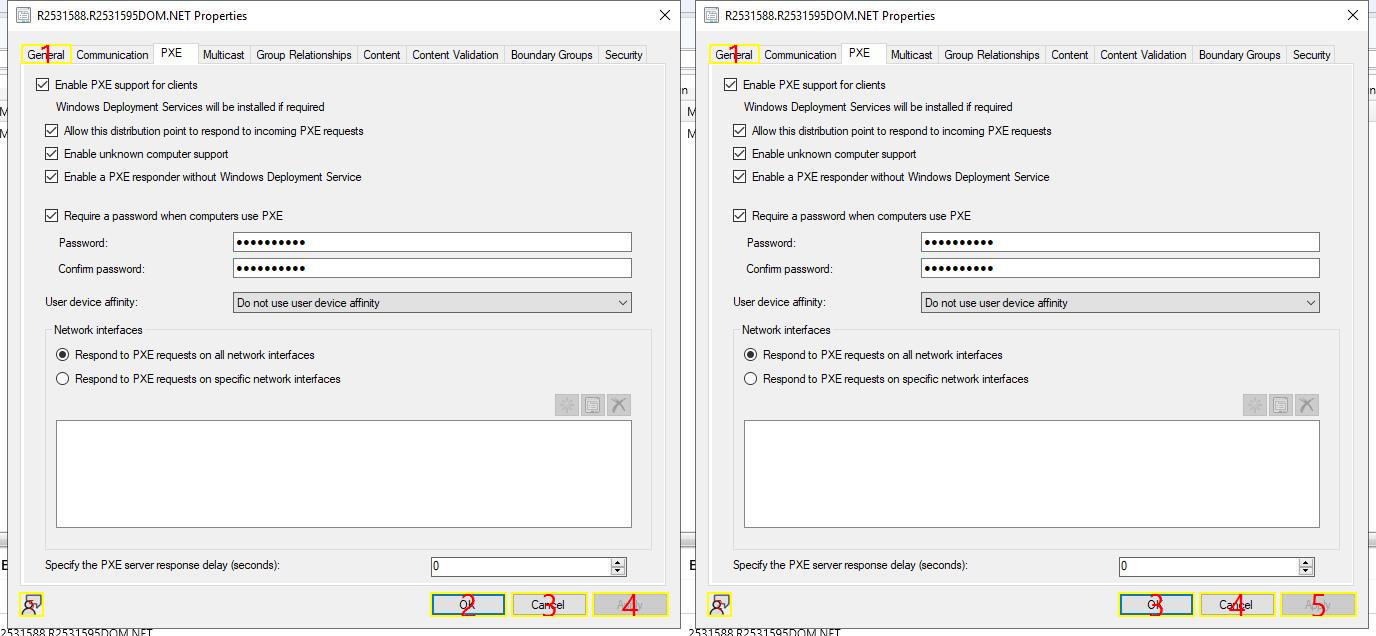 R2531588.R2531595DOM.NET Properties
General Communication PXE Multicast Group Relationships Content Content Validation Boundary Groups Security
1
Enable PXE support for clients
Windows Deployment Services will be installed if required
Allow this distribution point to respond to incoming PXE requests
Enable unknown computer support
Enable a PXE responder without Windows Deployment Service
Require a password when computers use PXE
Password: ●●●●●●●●●●
Confirm password: ●●●●●●●●●●
User device affinity: Do not use user device affinity
Network interfaces
Respond to PXE requests on all network interfaces
Respond to PXE requests on specific network interfaces
Specify the PXE server response delay (seconds): 0
OK Cancel Apply
2 3 4
2531588.R2531595DOM.NET
R2531588.R2531595DOM.NET Properties
General Communication PXE Multicast Group Relationships Content Content Validation Boundary Groups Security
1
Enable PXE support for clients
Windows Deployment Services will be installed if required
Allow this distribution point to respond to incoming PXE requests
Enable unknown computer support
Enable a PXE responder without Windows Deployment Service
Require a password when computers use PXE
Password: ●●●●●●●●●●
Confirm password: ●●●●●●●●●●
User device affinity: Do not use user device affinity
Network interfaces
Respond to PXE requests on all network interfaces
Respond to PXE requests on specific network interfaces
Specify the PXE server response delay (seconds): 0
OK Cancel Apply
2 3 4 5
2531588.R2531595DOM.NET